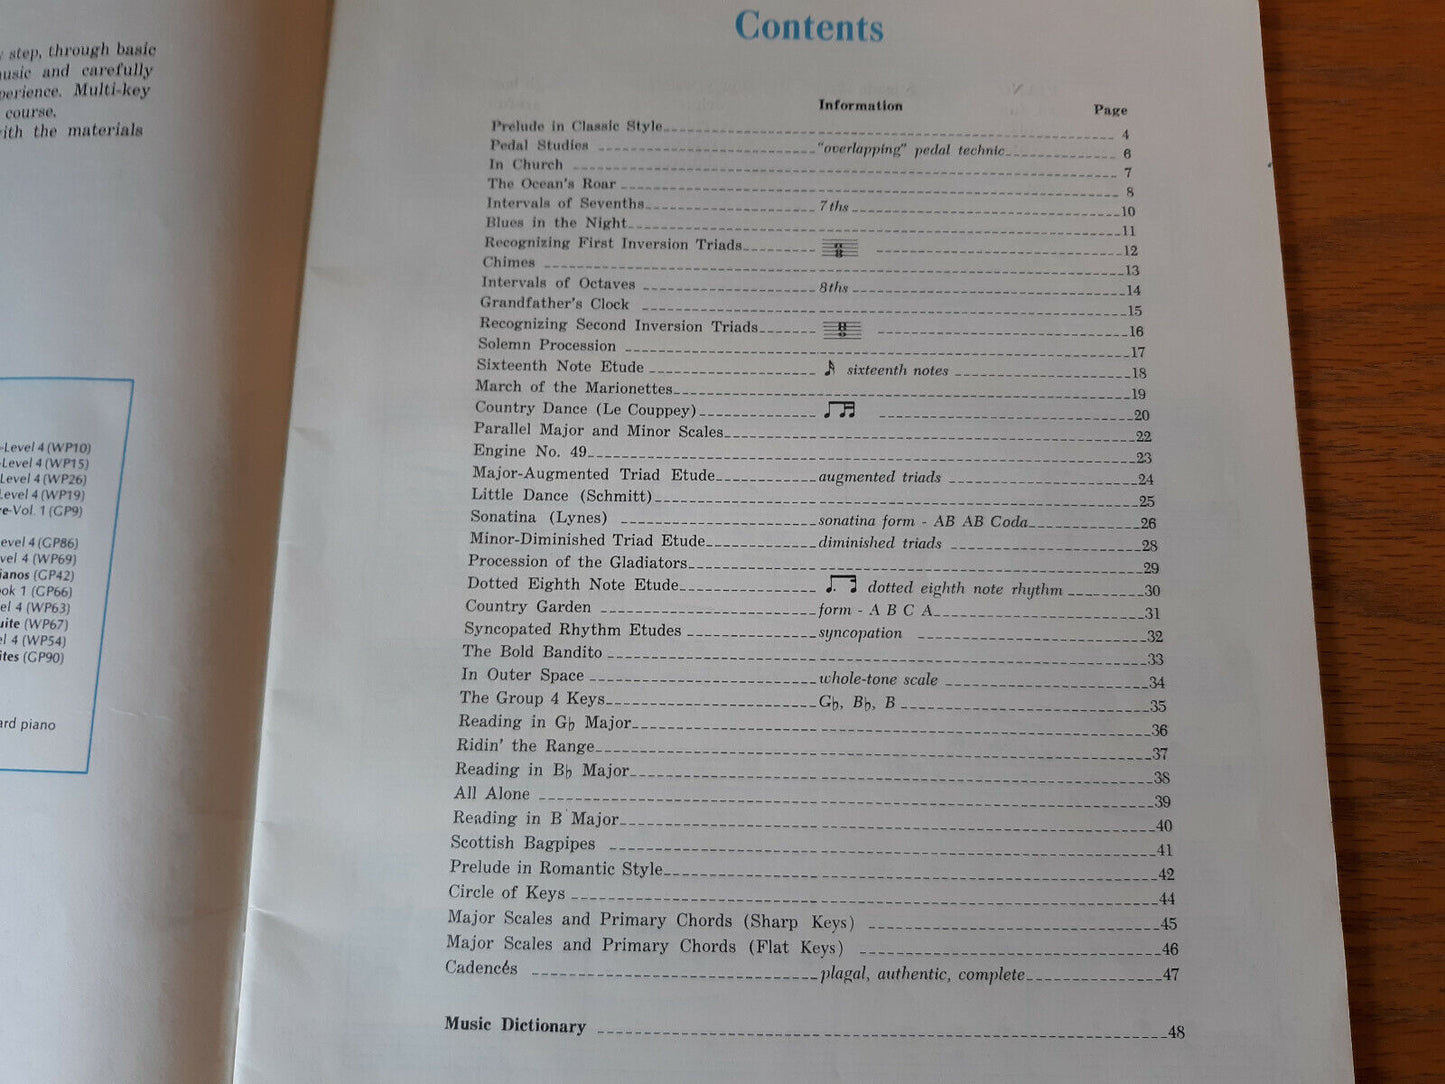 step, through basic
music and carefully
perience. Multi-key
course.
with the materials
-Level 4 (WP10)
-Level 4 (WP15)
Level 4 (WP26)
Level 4 (WP19)
-Vol. 1 (GP9)
evel 4 (GP86)
vel 4 (WP69)
ianos (GP42)
ok 1 (GP66)
el 4 (WP63)
uite (WP67)
el 4 (WP54)
ites (GP90)
ard piano
Contents
Information Page
Prelude in Classic Style 4
Pedal Studies "overlapping" pedal technic 6
In Church 7
The Ocean's Roar 8
Intervals of Sevenths 7ths 10
Blues in the Night 11
Recognizing First Inversion Triads 12
Chimes 13
Intervals of Octaves 8ths 14
Grandfather's Clock 15
Recognizing Second Inversion Triads 16
Solemn Procession 17
Sixteenth Note Etude sixteenth notes 18
March of the Marionettes 19
Country Dance (Le Couppey) 20
Parallel Major and Minor Scales 22
Engine No. 49 23
Major-Augmented Triad Etude augmented triads 24
Little Dance (Schmitt) 25
Sonatina (Lynes) sonatina form - AB AB Coda 26
Minor-Diminished Triad Etude diminished triads 28
Procession of the Gladiators 29
Dotted Eighth Note Etude dotted eighth note rhythm 30
Country Garden form - A B C A 31
Syncopated Rhythm Etudes syncopation 32
The Bold Bandito 33
In Outer Space whole-tone scale 34
The Group 4 Keys G♭, B♭, B 35
Reading in G♭ Major 36
Ridin' the Range 37
Reading in B♭ Major 38
All Alone 39
Reading in B Major 40
Scottish Bagpipes 41
Prelude in Romantic Style 42
Circle of Keys 44
Major Scales and Primary Chords (Sharp Keys) 45
Major Scales and Primary Chords (Flat Keys) 46
Cadences plagal, authentic, complete 47
Music Dictionary 48